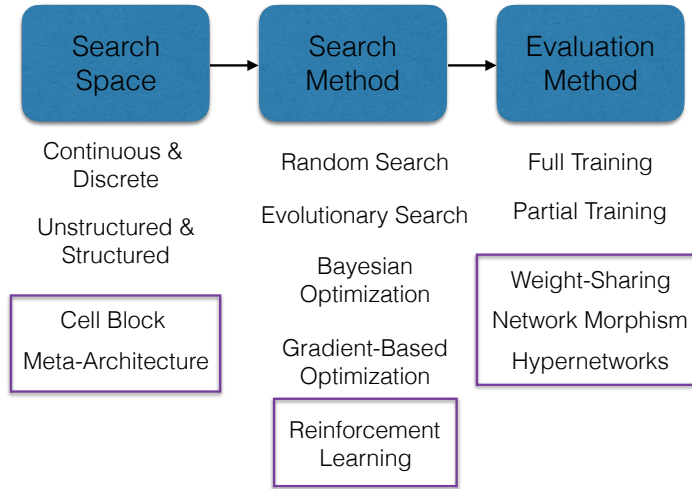 Search
Space
Search
Method
Evaluation
Method
Continuous &
Discrete
Unstructured &
Structured
Cell Block
Meta-Architecture
Random Search
Evolutionary Search
Bayesian
Optimization
Gradient-Based
Optimization
Reinforcement
Learning
Full Training
Partial Training
Weight-Sharing
Network Morphism
Hypernetworks